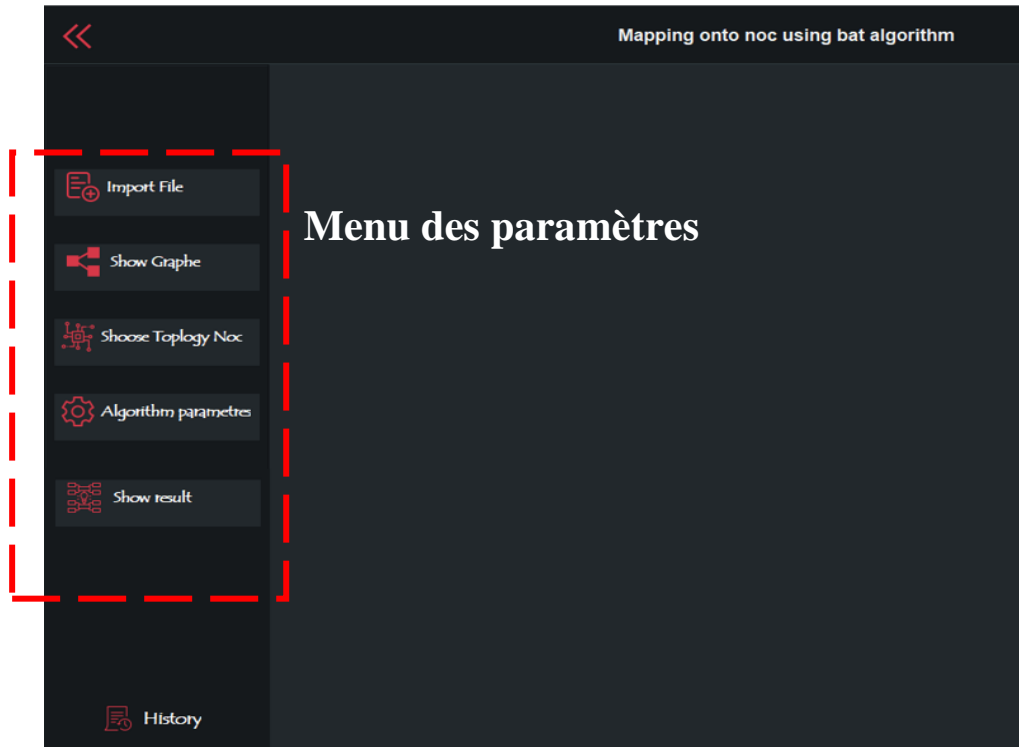 Mapping onto noc using bat algorithm
Import File
Menu des paramètres
Show Graphe
Shoose Toplogy Noc
Algorithm parametres
Show result
History